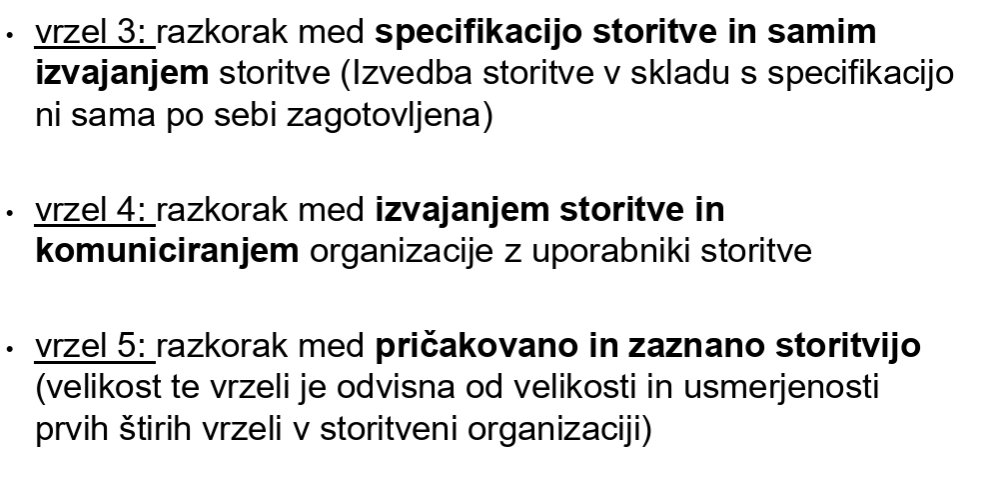 • vrzel 3: razkorak med specifikacijo storitve in samim
izvajanjem storitve (Izvedba storitve v skladu s specifikacijo
ni sama po sebi zagotovljena)
• vrzel 4: razkorak med izvajanjem storitve in
komuniciranjem organizacije z uporabniki storitve
• vrzel 5: razkorak med pričakovano in zaznano storitvijo
(velikost te vrzeli je odvisna od velikosti in usmerjenosti
prvih štirih vrzeli v storitveni organizaciji)